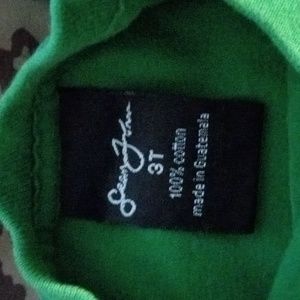 Sean John
3T
100% cotton
made in Guatemala